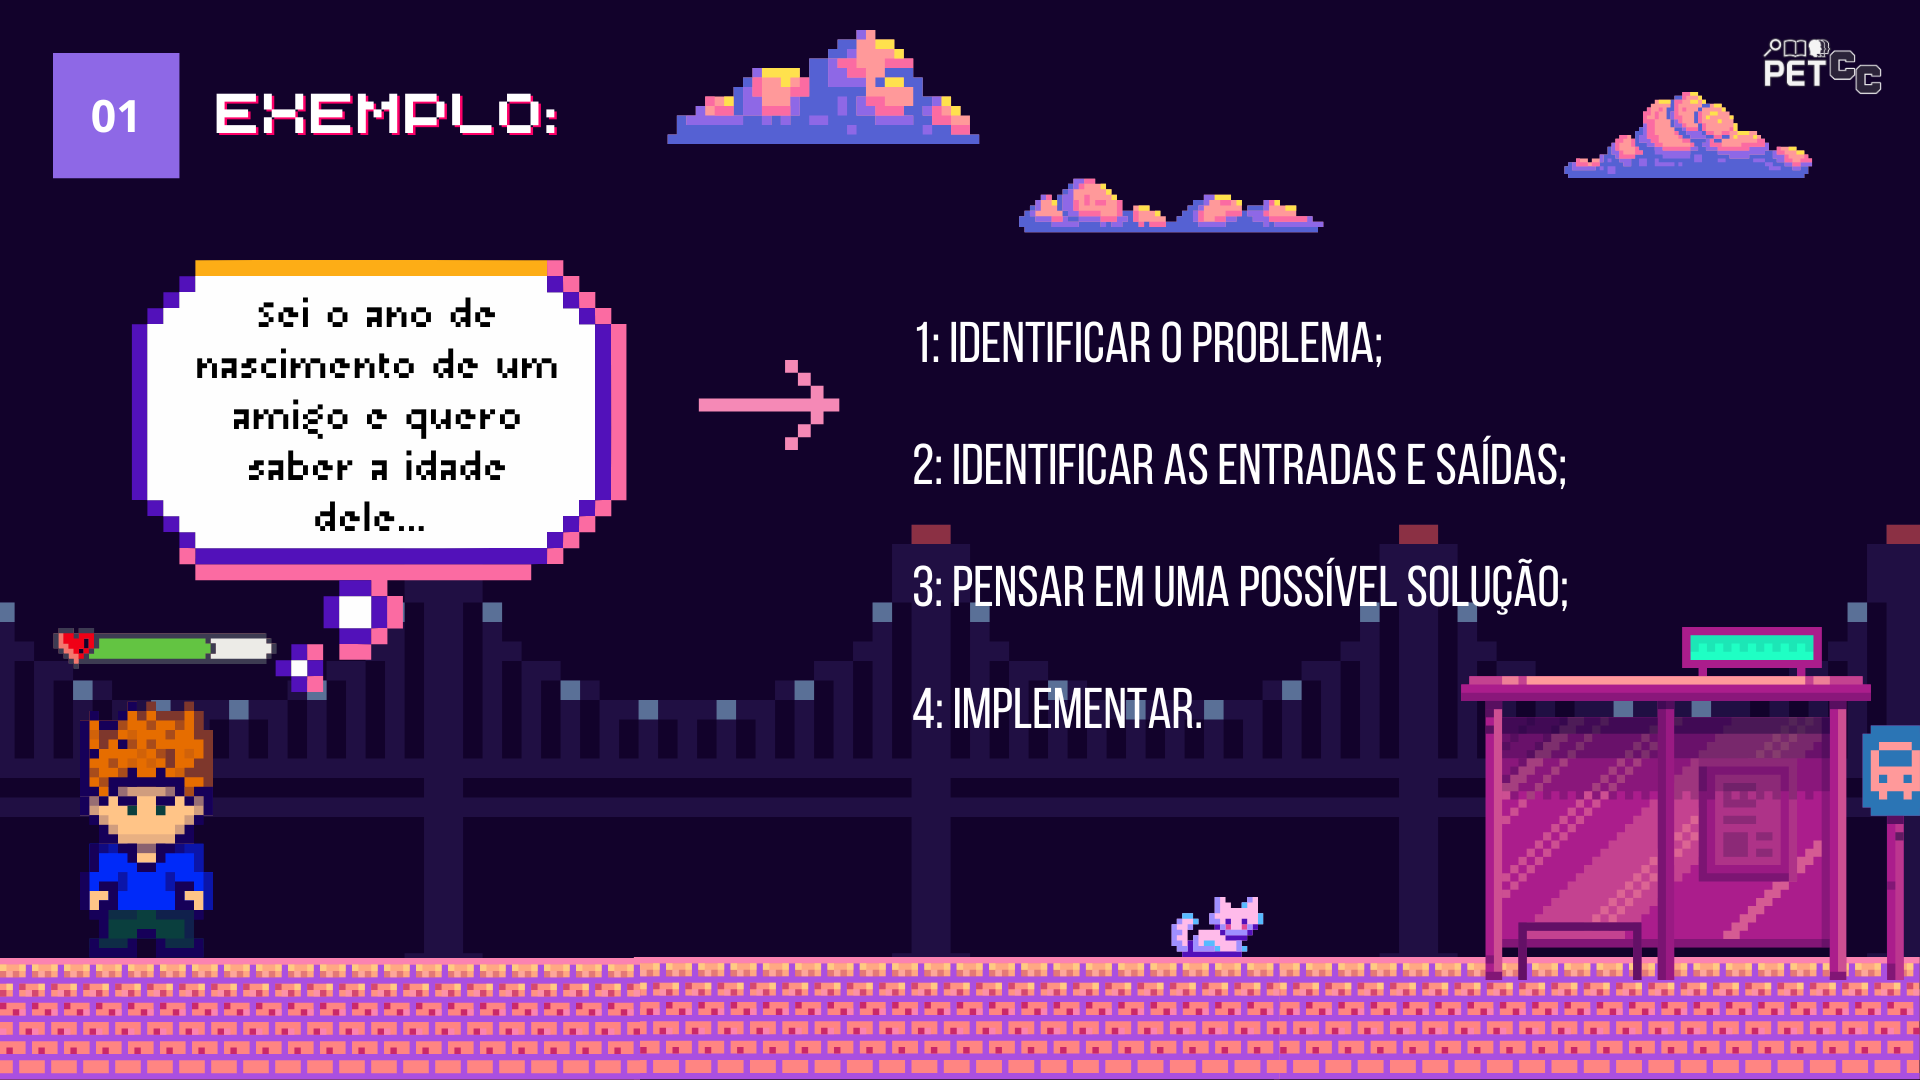 01
EXEMPLO:
PET CC
Sei o ano de
nascimento de um
amigo e quero
saber a idade
dele...
1: IDENTIFICAR O PROBLEMA;
2: IDENTIFICAR AS ENTRADAS E SAÍDAS;
3: PENSAR EM UMA POSSÍVEL SOLUÇÃO;
4: IMPLEMENTAR.